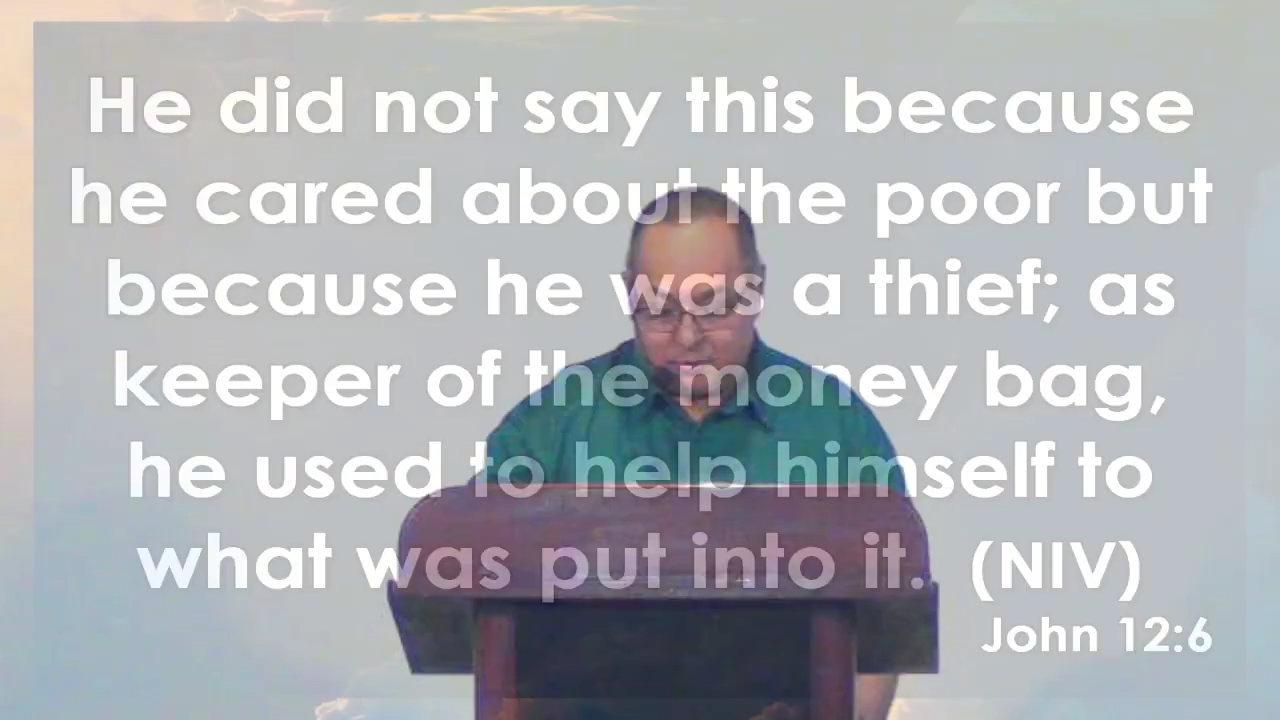 He did not say this because
he cared about the poor but
because he was a thief; as
keeper of the money bag,
he used to help himself to
what was put into it. (NIV)
John 12:6